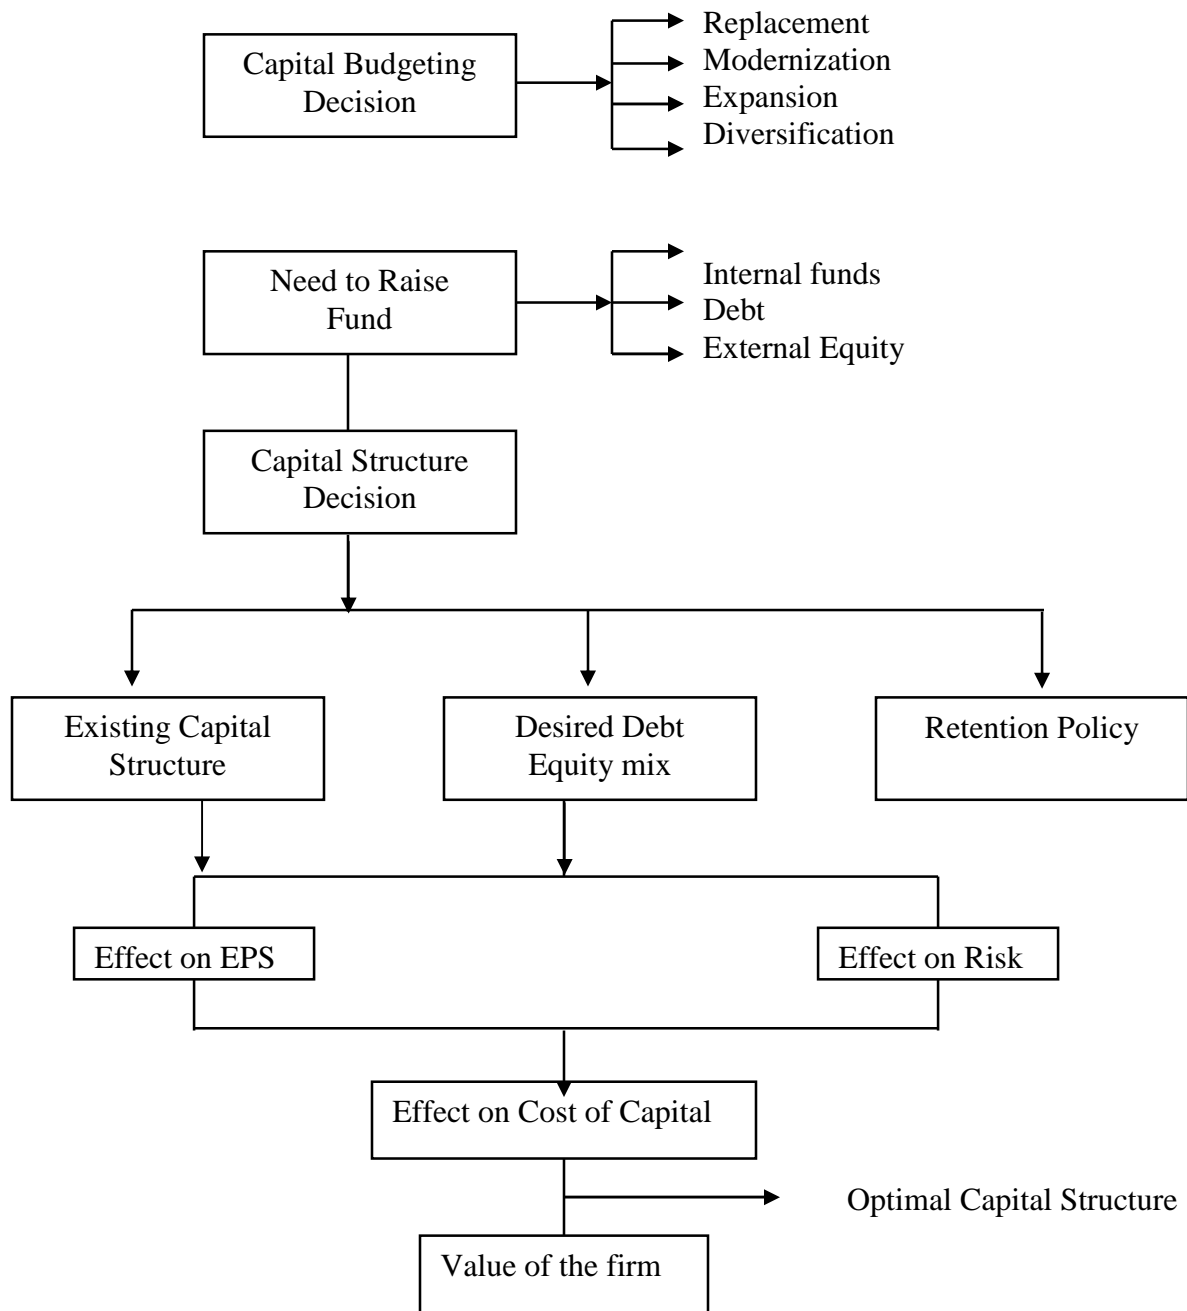 Capital Budgeting
Decision
Replacement
Modernization
Expansion
Diversification
Need to Raise
Fund
Internal funds
Debt
External Equity
Capital Structure
Decision
Existing Capital
Structure
Desired Debt
Equity mix
Retention Policy
Effect on EPS
Effect on Risk
Effect on Cost of Capital
Optimal Capital Structure
Value of the firm